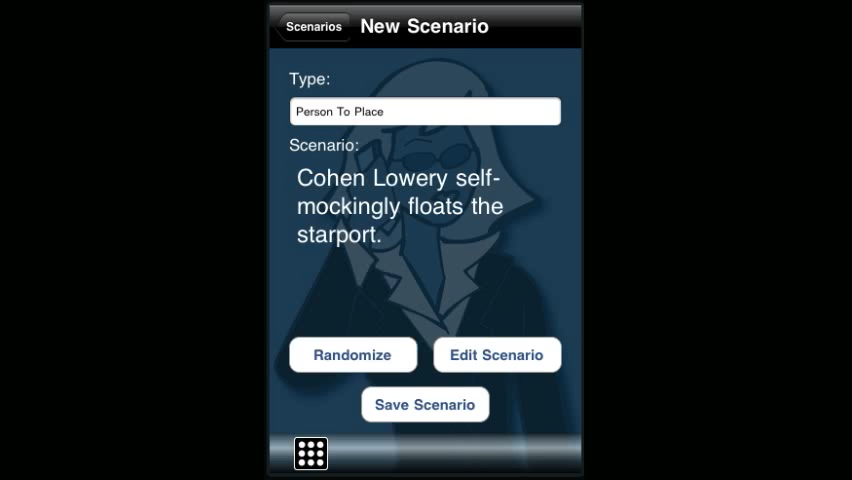 Scenarios New Scenario
Type:
Person To Place
Scenario:
Cohen Lowery self-
mockingly floats the
starport.
Randomize Edit Scenario
Save Scenario